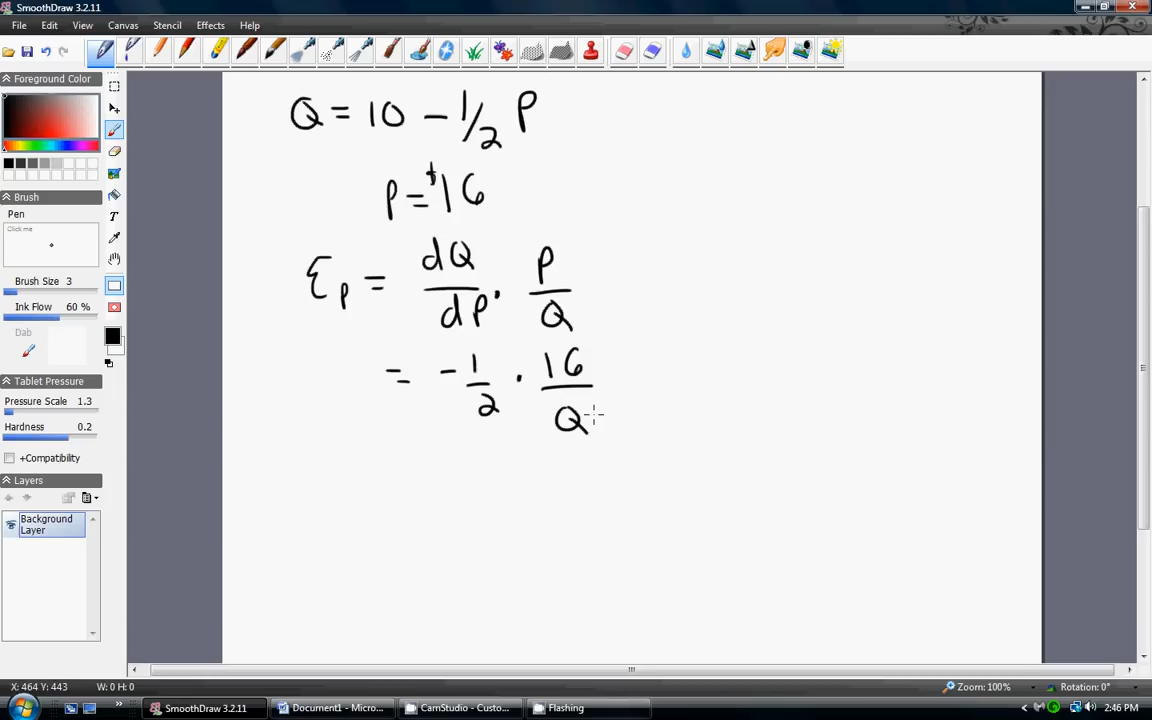 SmoothDraw 3.2.11
File Edit View Canvas Stencil Effects Help
Foreground Color
Brush
Pen
Click me
Brush Size 3
Ink Flow 60 %
Dab
Tablet Pressure
Pressure Scale 1.3
Hardness 0.2
+Compatibility
Layers
Background
Layer
Q = 10 - 1/2 P
P = $16
Ɛp = dQ/dP · P/Q
= - 1/2 · 16/Q
X: 464 Y: 443 W: 0 H: 0 Zoom: 100% Rotation: 0°
SmoothDraw 3.2.11 Document1 - Micro... CamStudio - Custo... Flashing 2:46 PM